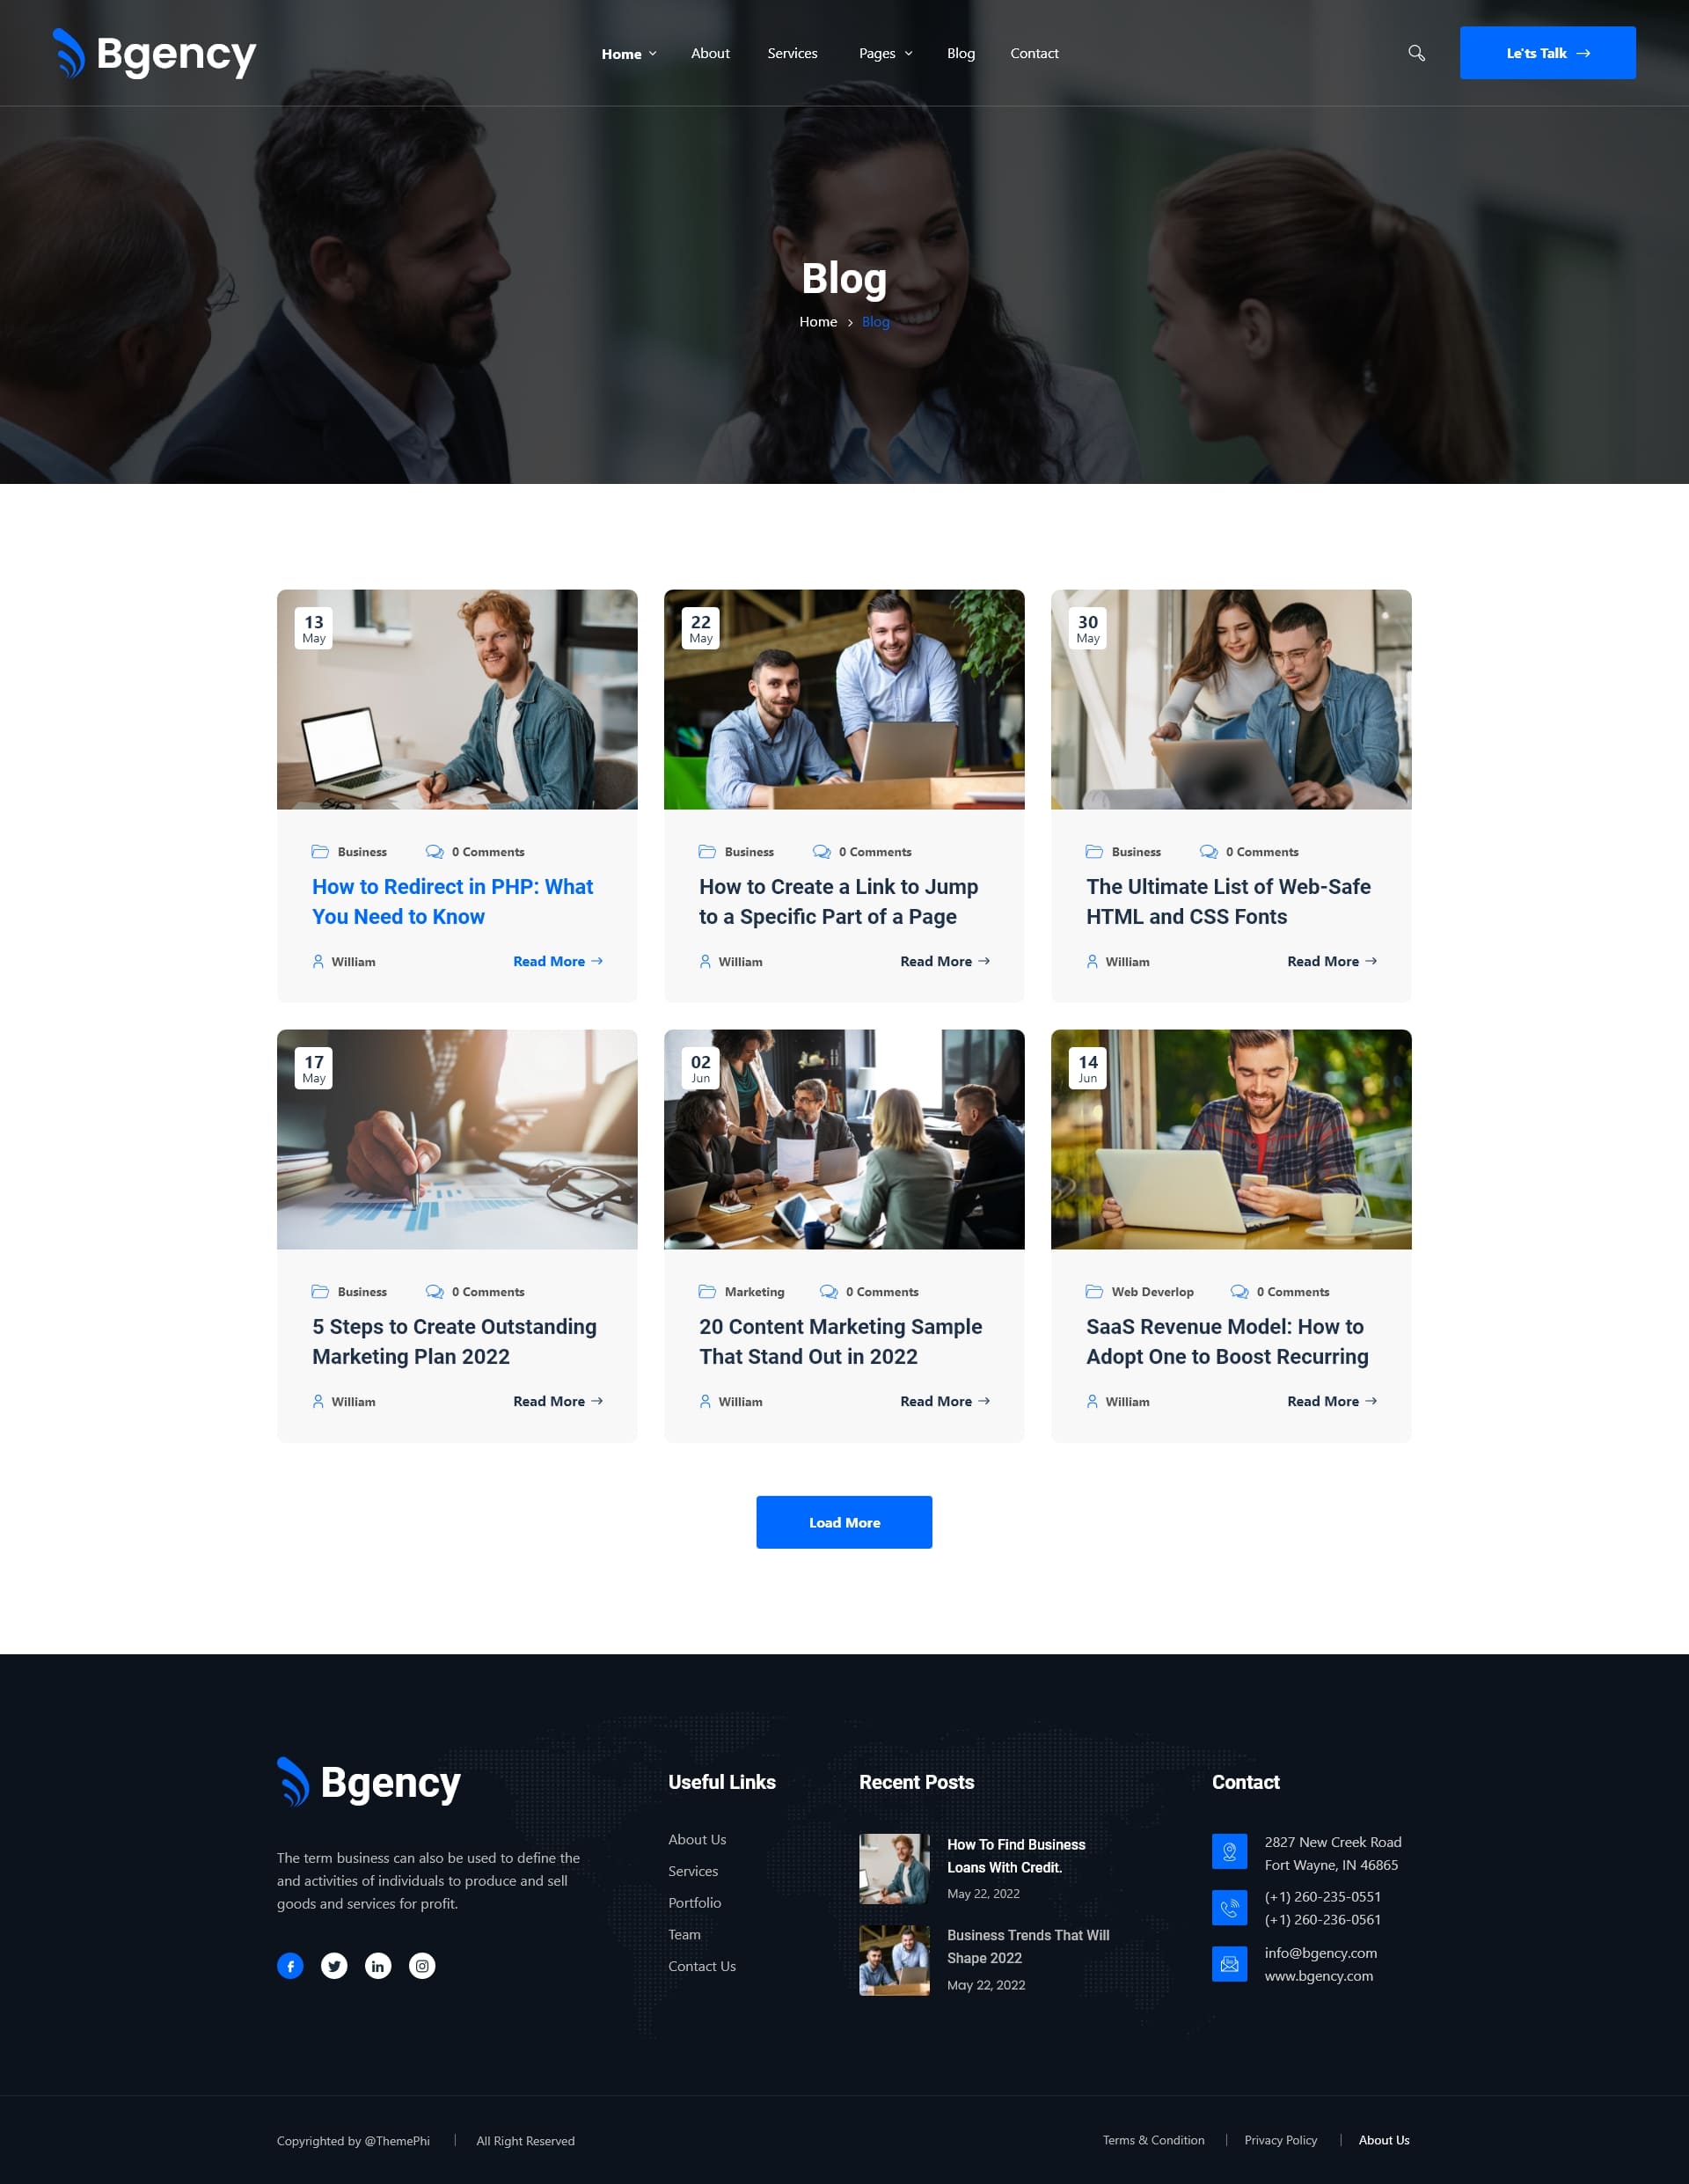 Bgency
Home
About
Services
Pages
Blog
Contact
Le'ts Talk
Blog
Home
Blog
13
May
Business
0 Comments
How to Redirect in PHP: What
You Need to Know
William
Read More
22
May
Business
0 Comments
How to Create a Link to Jump
to a Specific Part of a Page
William
Read More
30
May
Business
0 Comments
The Ultimate List of Web-Safe
HTML and CSS Fonts
William
Read More
17
May
Business
0 Comments
5 Steps to Create Outstanding
Marketing Plan 2022
William
Read More
02
Jun
Marketing
0 Comments
20 Content Marketing Sample
That Stand Out in 2022
William
Read More
14
Jun
Web Deverlop
0 Comments
SaaS Revenue Model: How to
Adopt One to Boost Recurring
William
Read More
Load More
Bgency
The term business can also be used to define the
and activities of individuals to produce and sell
goods and services for profit.
Useful Links
About Us
Services
Portfolio
Team
Contact Us
Recent Posts
How To Find Business
Loans With Credit.
May 22, 2022
Business Trends That Will
Shape 2022
May 22, 2022
Contact
2827 New Creek Road
Fort Wayne, IN 46865
(+1) 260-235-0551
(+1) 260-236-0561
info@bgency.com
www.bgency.com
Copyrighted by @ThemePhi
All Right Reserved
Terms & Condition
Privacy Policy
About Us